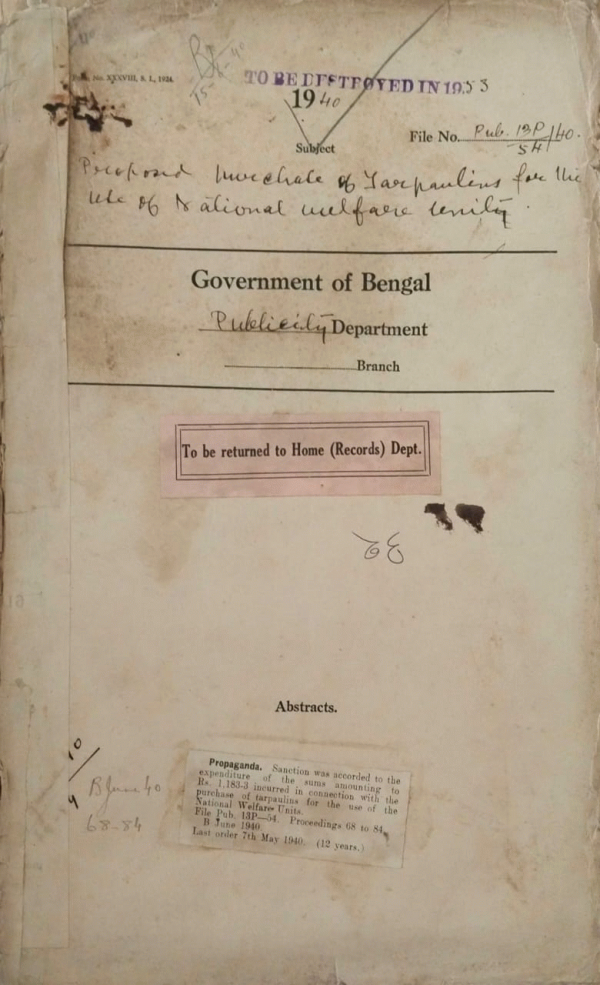 No. XXXVIII, S. I., 1924.
TO BE DESTROYED IN 1953
1940
File No. Pub. 13P/54/40.
Subject
Proposed purchase of Tarpaulins for the
use of National welfare units.
Government of Bengal
Publicity Department
Branch
To be returned to Home (Records) Dept.
Abstracts.
Propaganda. Sanction was accorded to the
expenditure of the sums amounting to
Rs. 1,183-3 incurred in connection with the
purchase of tarpaulins for the use of the
National Welfare Units.
File Pub. 13P—54. Proceedings 68 to 84,
B June 1940
Last order 7th May 1940. (12 years.)
B June 40
68-84